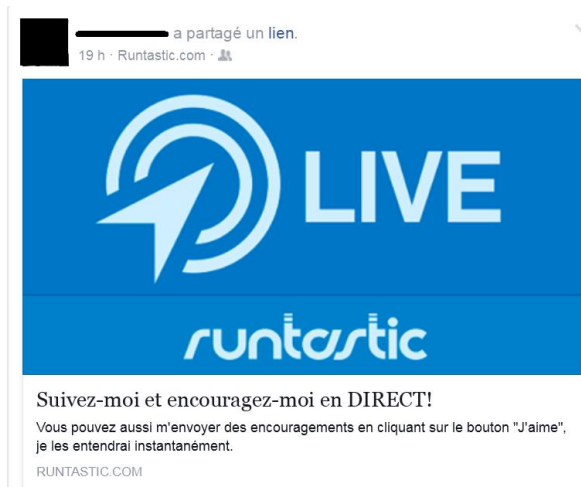 a partagé un lien.
19 h · Runtastic.com ·
LIVE
runtastic
Suivez-moi et encouragez-moi en DIRECT!
Vous pouvez aussi m'envoyer des encouragements en cliquant sur le bouton "J'aime",
je les entendrai instantanément.
RUNTASTIC.COM